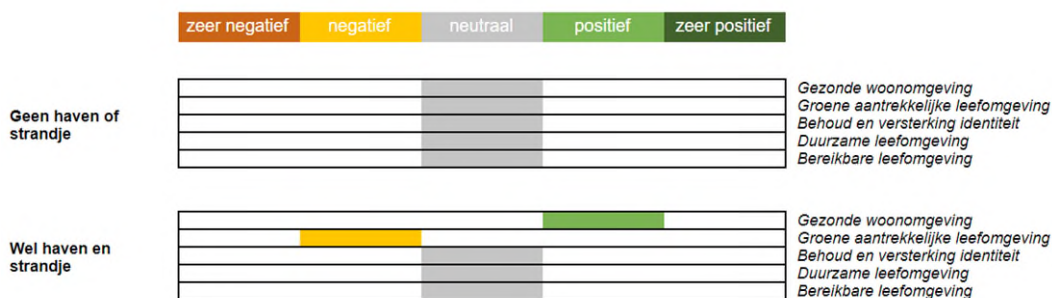 zeer negatief negatief neutraal positief zeer positief
Geen haven of
strandje
Gezonde woonomgeving
Groene aantrekkelijke leefomgeving
Behoud en versterking identiteit
Duurzame leefomgeving
Bereikbare leefomgeving
Wel haven en
strandje
Gezonde woonomgeving
Groene aantrekkelijke leefomgeving
Behoud en versterking identiteit
Duurzame leefomgeving
Bereikbare leefomgeving